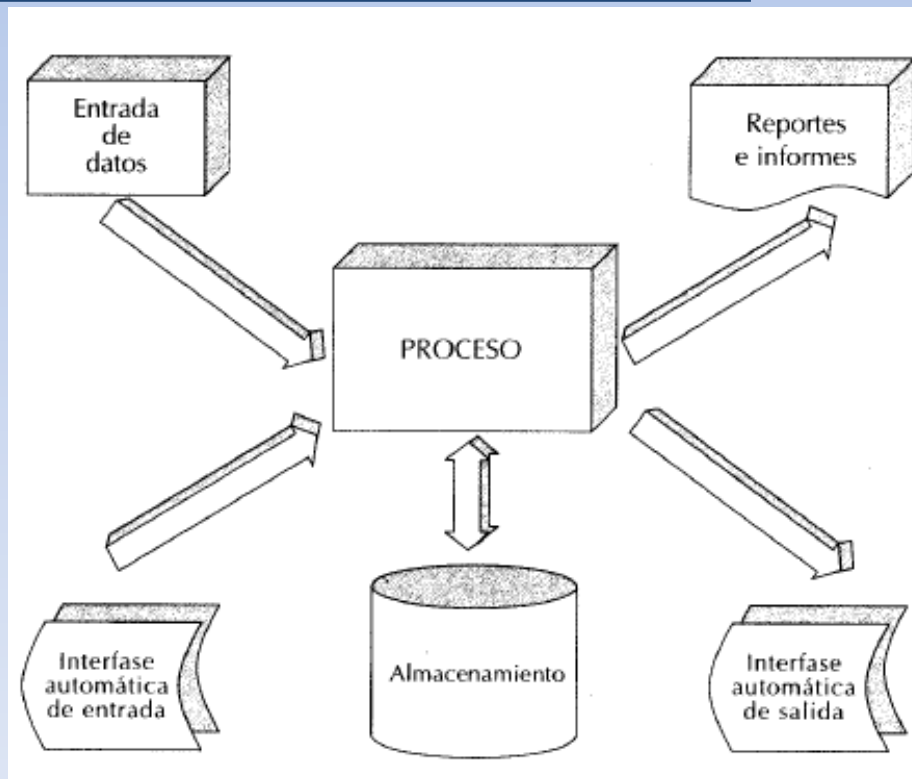 Entrada
de
datos
Reportes
e informes
PROCESO
Interfase
automática
de entrada
Almacenamiento
Interfase
automática
de salida